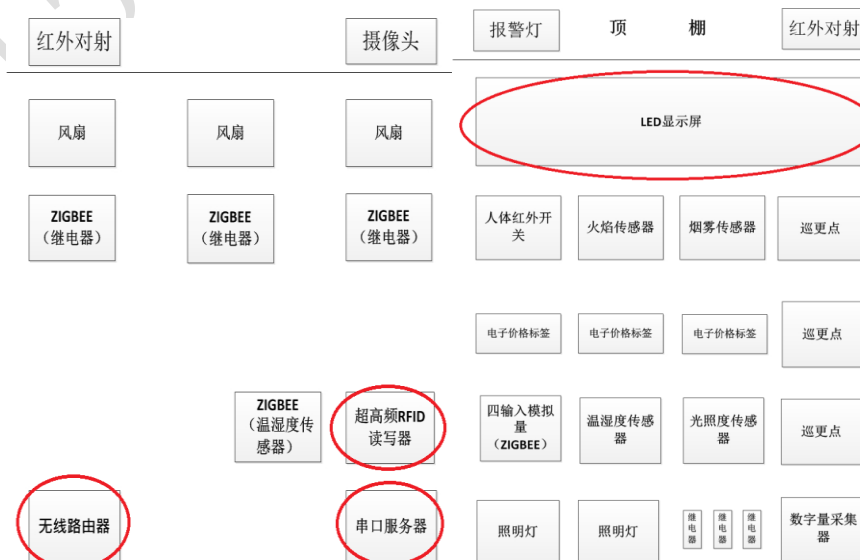 红外对射
摄像头
报警灯
顶 棚
红外对射
风扇
风扇
风扇
LED显示屏
ZIGBEE
（继电器）
ZIGBEE
（继电器）
ZIGBEE
（继电器）
人体红外开
关
火焰传感器
烟雾传感器
巡更点
电子价格标签
电子价格标签
电子价格标签
巡更点
ZIGBEE
（温湿度传
感器）
超高频RFID
读写器
四输入模拟
量
（ZIGBEE）
温湿度传感
器
光照度传感
器
巡更点
无线路由器
串口服务器
照明灯
照明灯
继
电
器
继
电
器
继
电
器
数字量采集
器